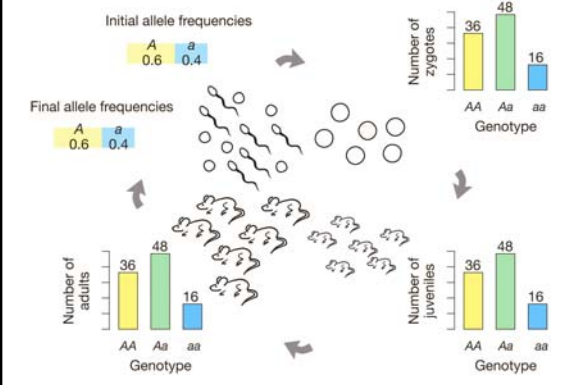 Initial allele frequencies
A a
0.6 0.4
Final allele frequencies
A a
0.6 0.4
Number of
zygotes
36 48 16
AA Aa aa
Genotype
Number of
adults
36 48 16
AA Aa aa
Genotype
Number of
juveniles
36 48 16
AA Aa aa
Genotype